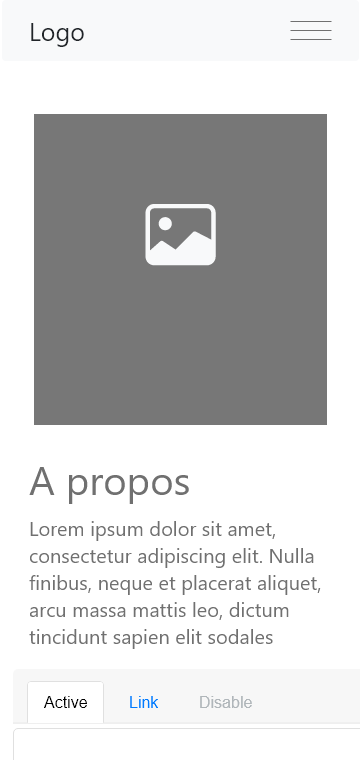 Logo
A propos
Lorem ipsum dolor sit amet,
consectetur adipiscing elit. Nulla
finibus, neque et placerat aliquet,
arcu massa mattis leo, dictum
tincidunt sapien elit sodales
Active Link Disable